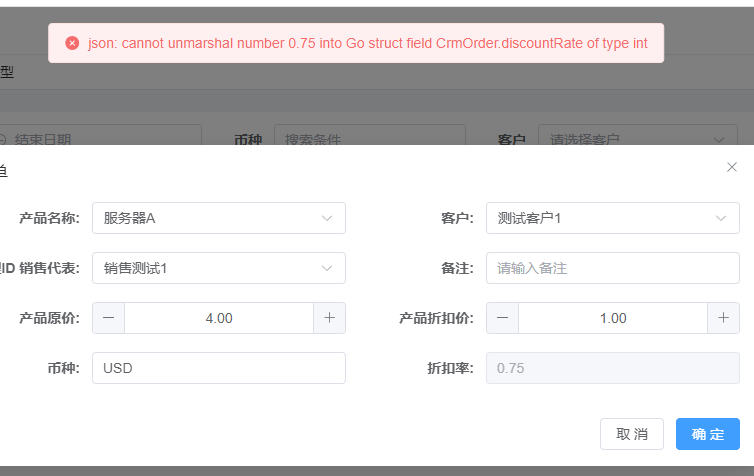 json: cannot unmarshal number 0.75 into Go struct field CrmOrder.discountRate of type int
型
结束日期 币种 搜索条件 客户 请选择客户
单
产品名称: 服务器A 客户: 测试客户1
ID 销售代表: 销售测试1 备注: 请输入备注
产品原价: 4.00 产品折扣价: 1.00
币种: USD 折扣率: 0.75
取消 确定